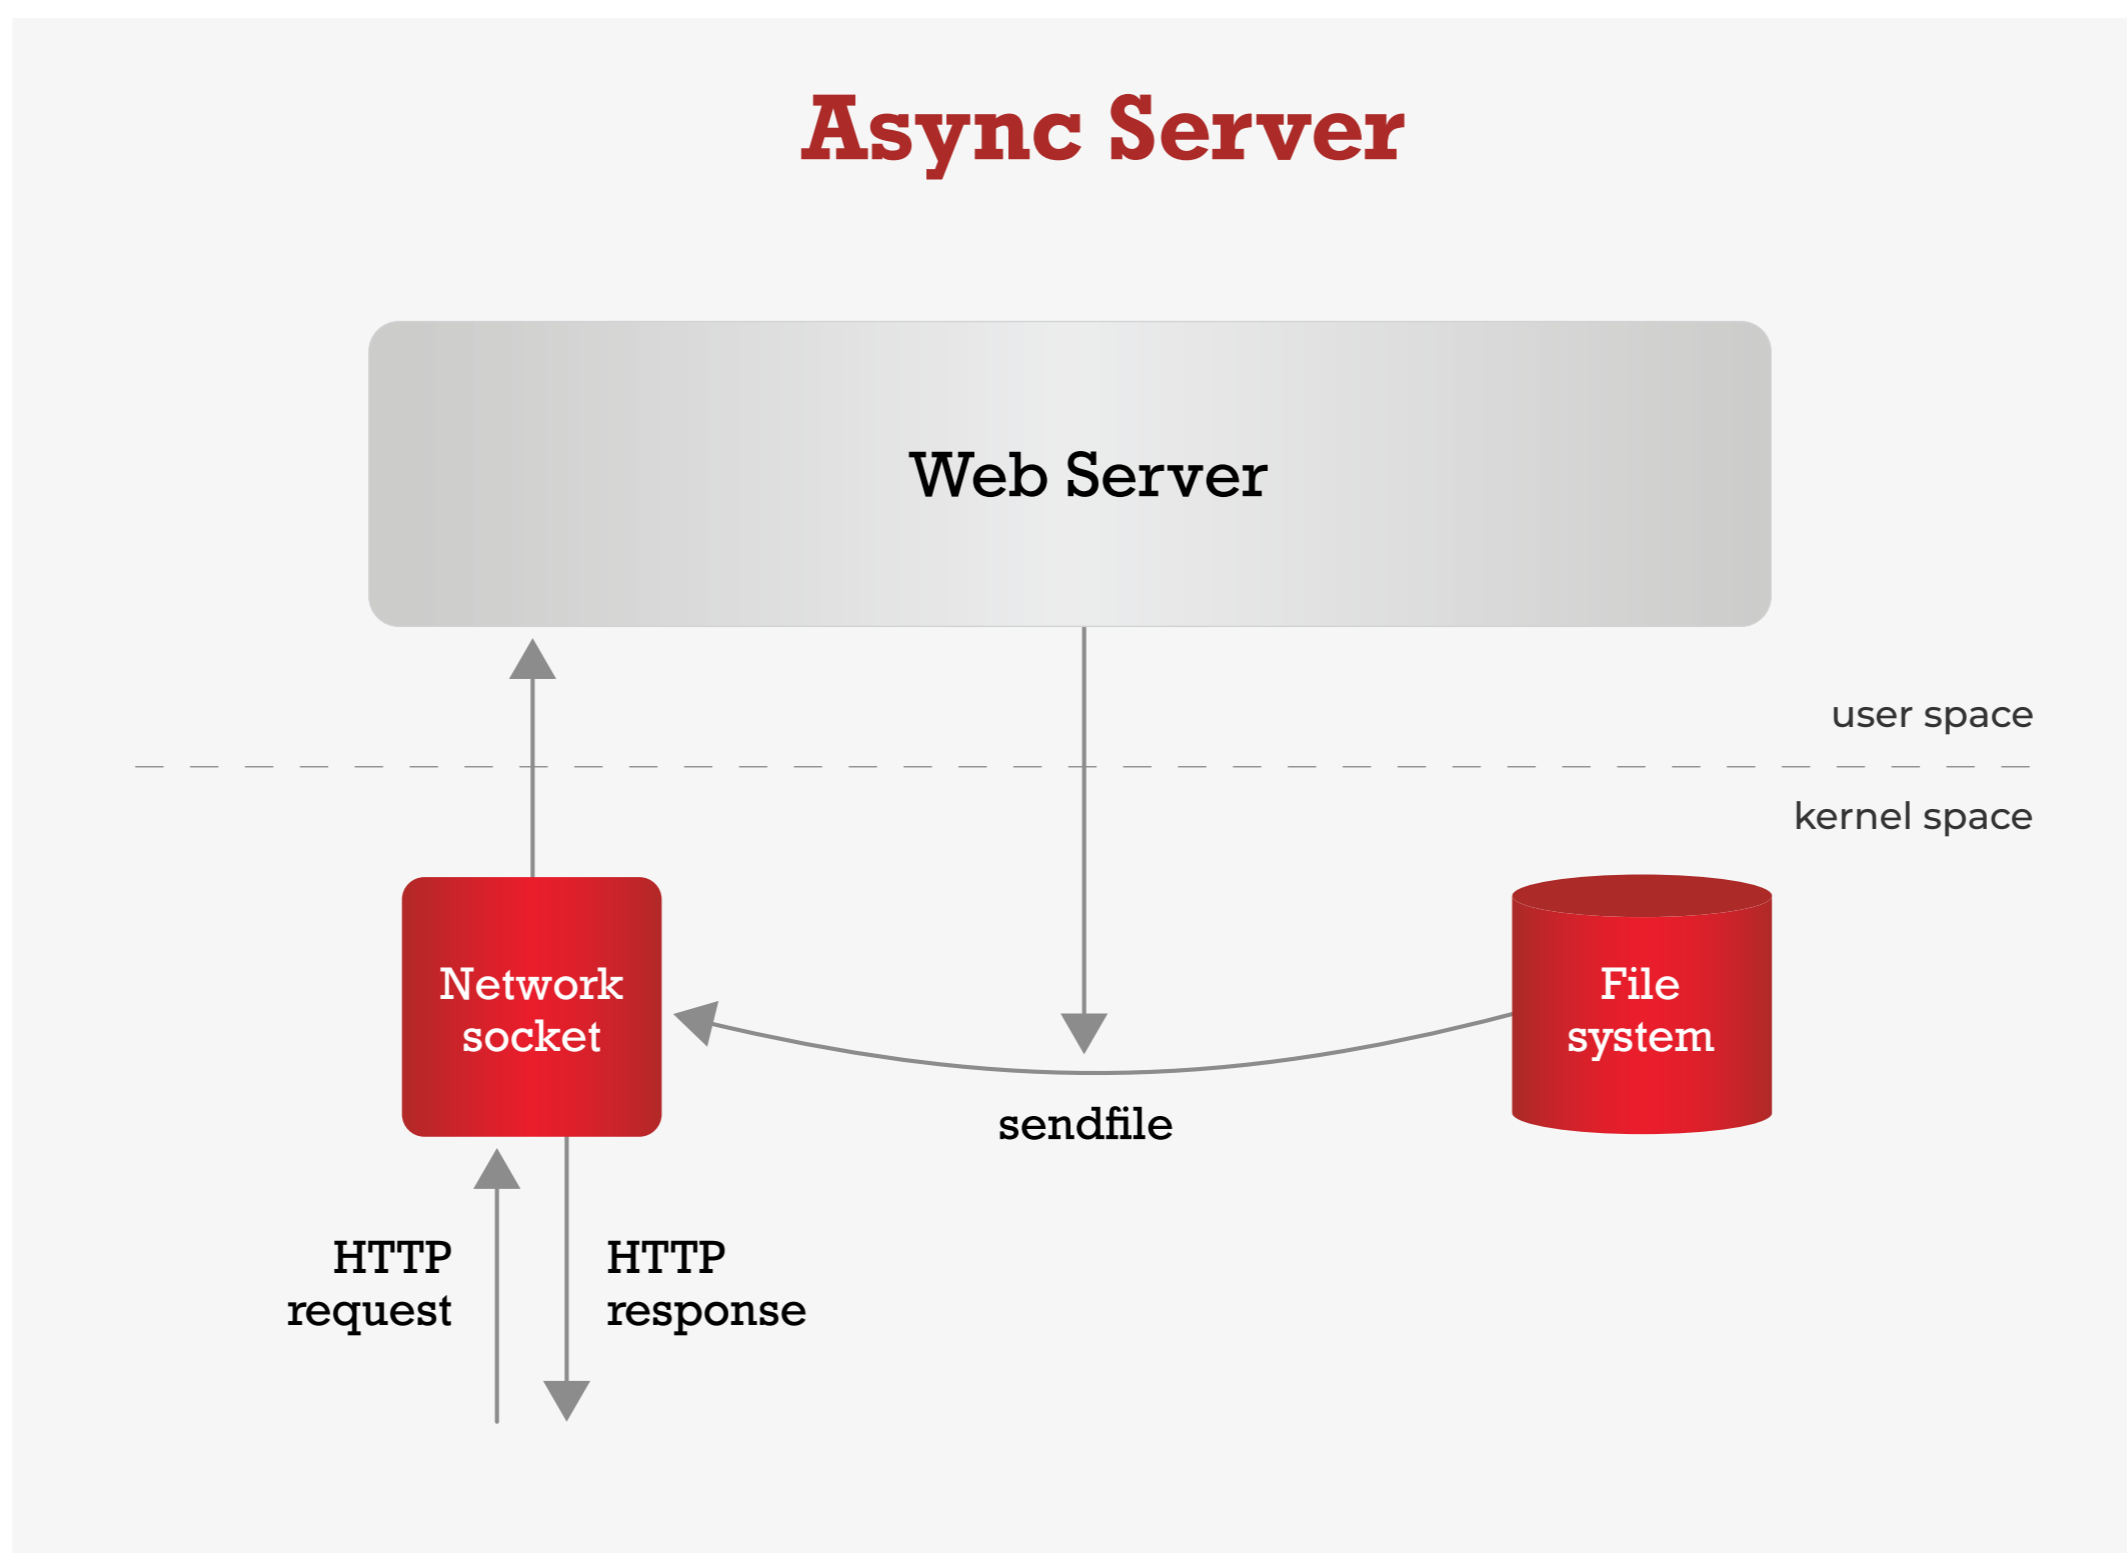 Async Server
Web Server
user space
kernel space
Network
socket
File
system
sendfile
HTTP
request
HTTP
response